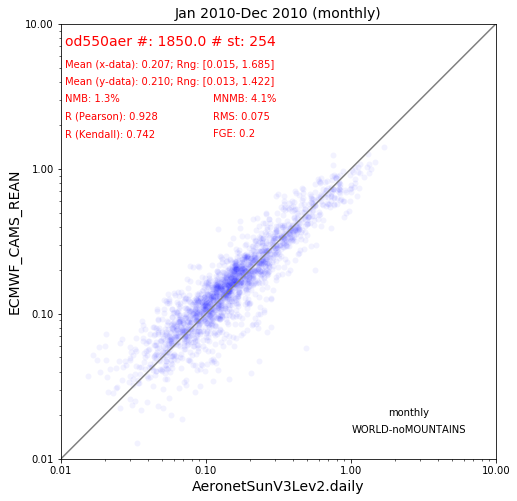 Jan 2010-Dec 2010 (monthly)
od550aer #: 1850.0 # st: 254
Mean (x-data): 0.207; Rng: [0.015, 1.685]
Mean (y-data): 0.210; Rng: [0.013, 1.422]
NMB: 1.3% MNMB: 4.1%
R (Pearson): 0.928 RMS: 0.075
R (Kendall): 0.742 FGE: 0.2
10.00
1.00
0.10
0.01
ECMWF_CAMS_REAN
monthly
WORLD-noMOUNTAINS
0.01 0.10 1.00 10.00
AeronetSunV3Lev2.daily